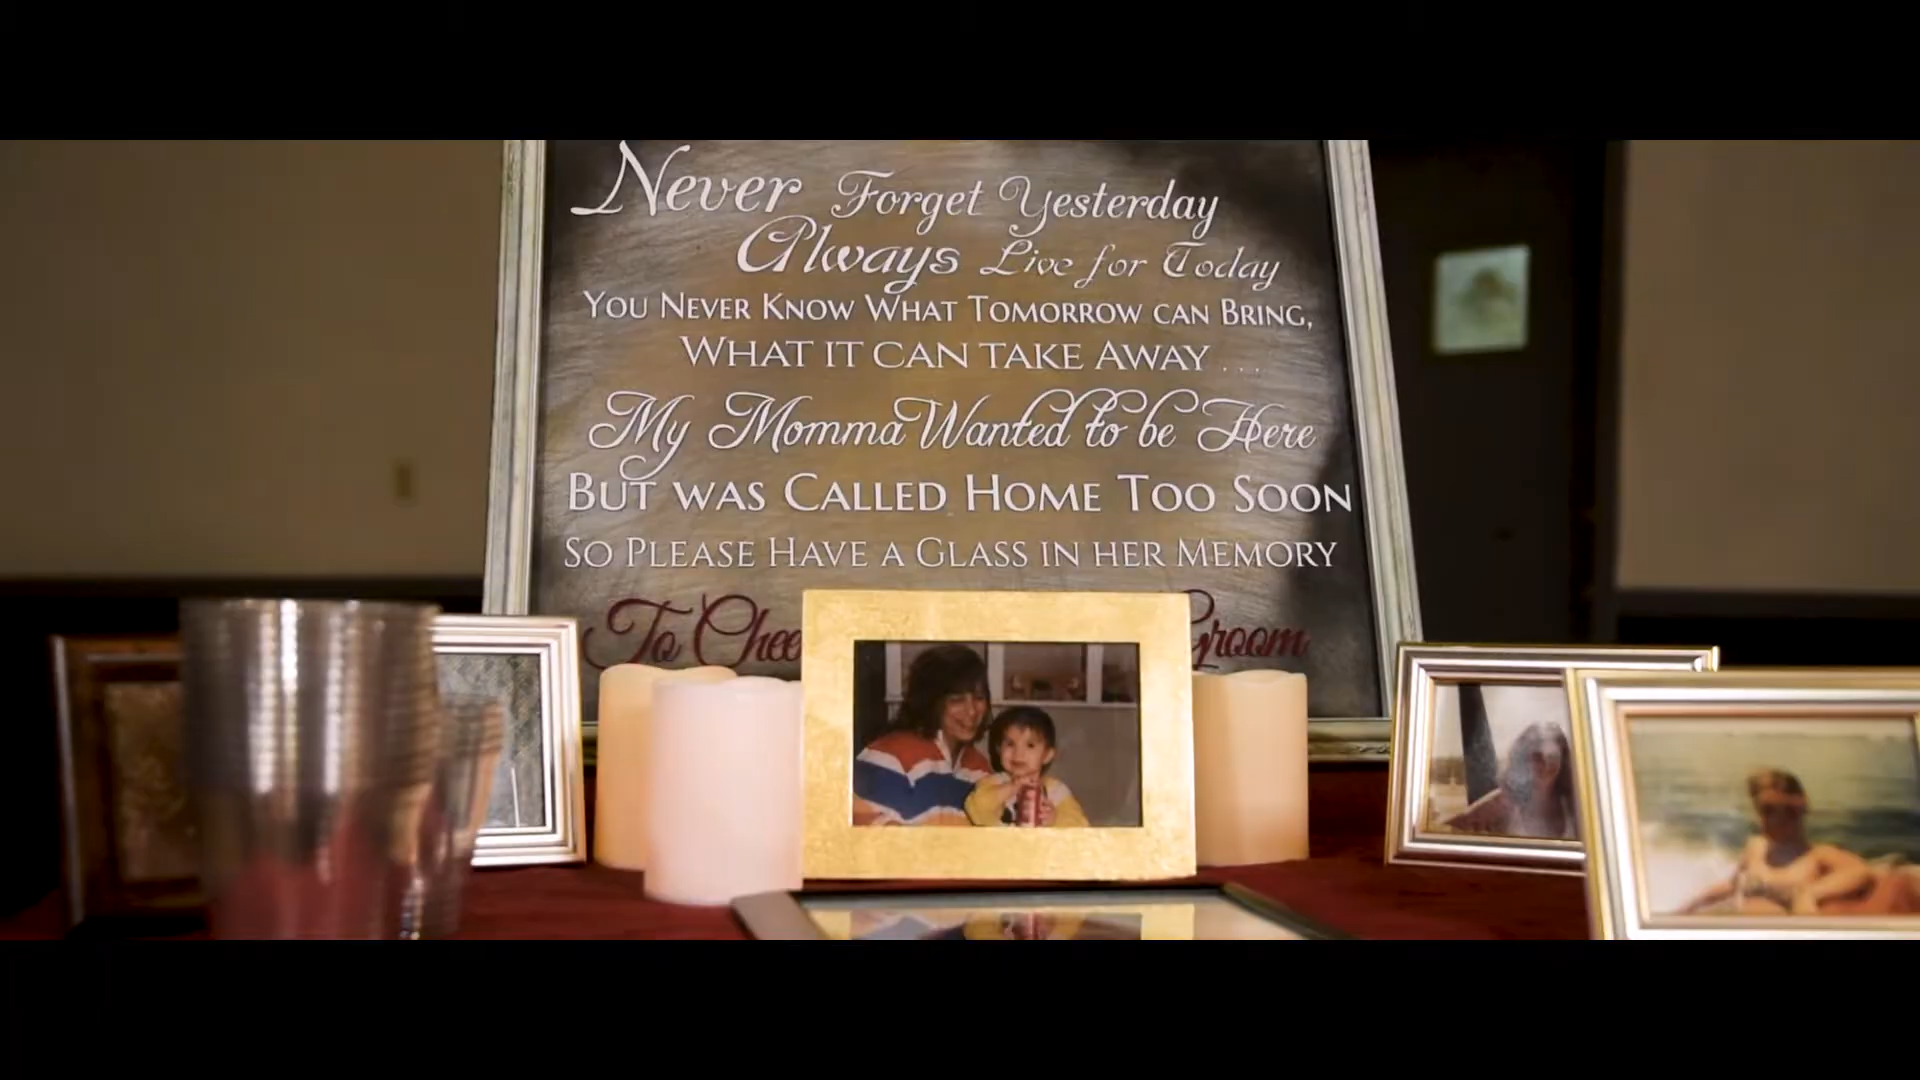 Never Forget Yesterday
Always Live for Today
YOU NEVER KNOW WHAT TOMORROW CAN BRING,
WHAT IT CAN TAKE AWAY ...
My Momma Wanted to be Here
BUT WAS CALLED HOME TOO SOON
SO PLEASE HAVE A GLASS IN HER MEMORY
To Groom